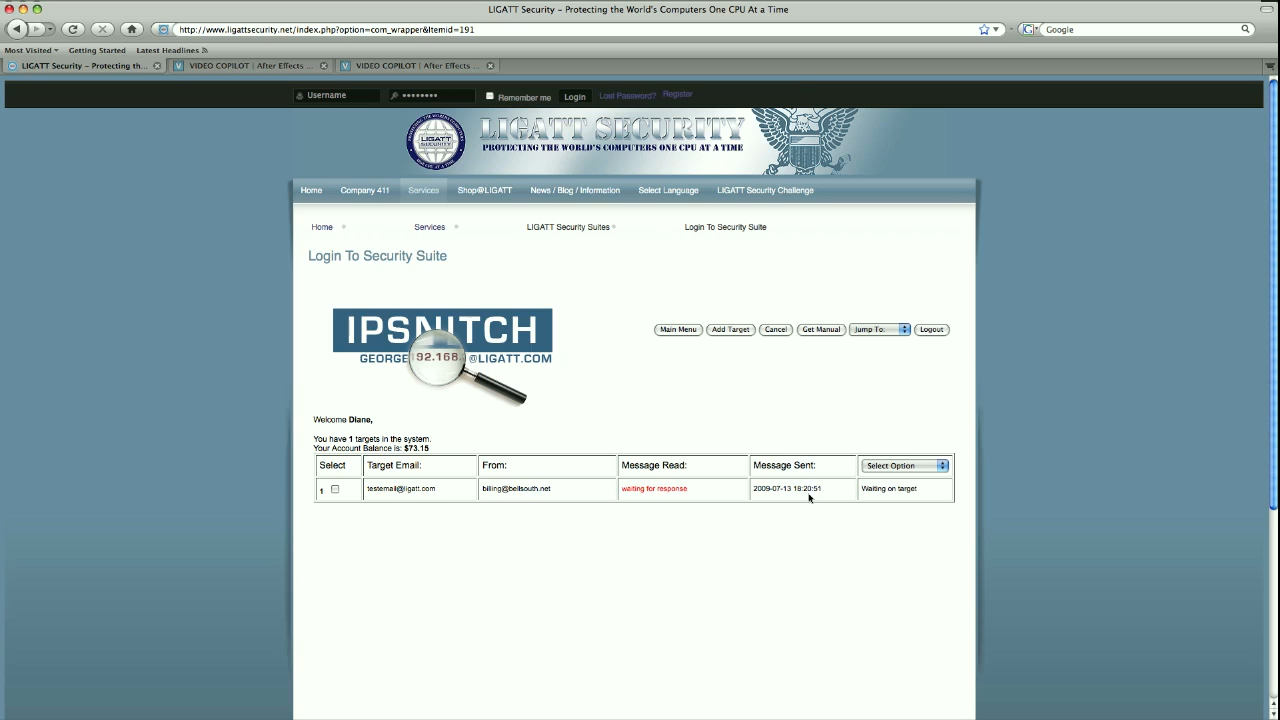 LIGATT Security – Protecting the World's Computers One CPU At a Time
http://www.ligattsecurity.net/index.php?option=com_wrapper&Itemid=191
Google
Most Visited Getting Started Latest Headlines
LIGATT Security – Protecting th... VIDEO COPILOT | After Effects ... VIDEO COPILOT | After Effects ...
Username •••••••• Remember me Login Lost Password? Register
LIGATT SECURITY
PROTECTING THE WORLD'S COMPUTERS ONE CPU AT A TIME
LIGATT
SECURITY
Home Company 411 Services Shop@LIGATT News / Blog / Information Select Language LIGATT Security Challenge
Home Services LIGATT Security Suites Login To Security Suite
Login To Security Suite
IPSNITCH
GEORGE 192.168. @LIGATT.COM
Main Menu Add Target Cancel Get Manual Jump To: Logout
Welcome Diane,
You have 1 targets in the system.
Your Account Balance is: $73.15
Select Target Email: From: Message Read: Message Sent: Select Option
1 testemail@ligatt.com billing@bellsouth.net waiting for response 2009-07-13 18:20:51 Waiting on target